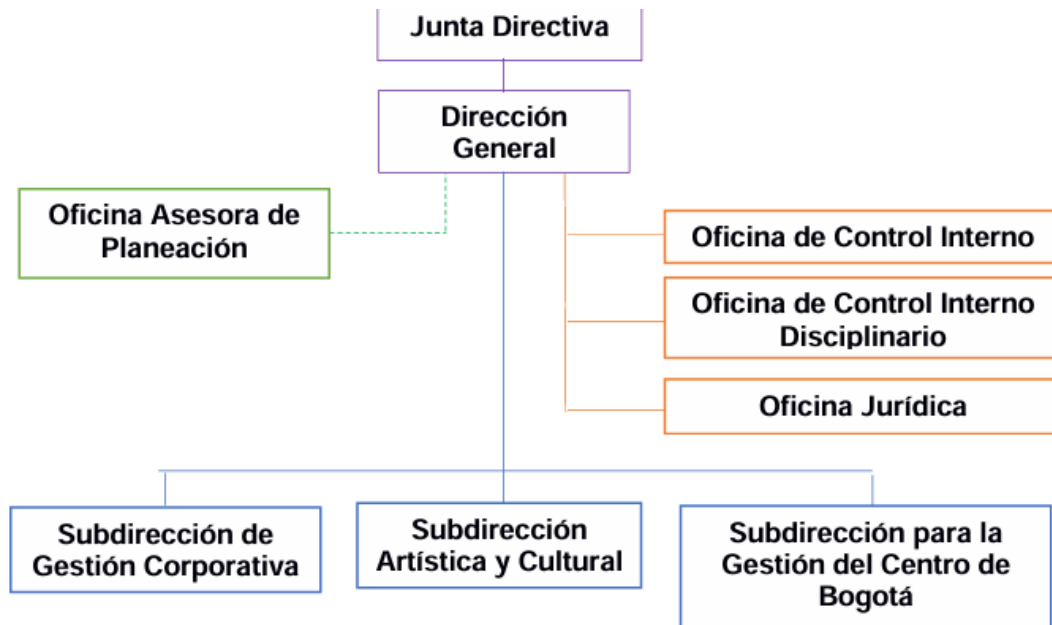 Junta Directiva
Dirección
General
Oficina Asesora de
Planeación
Oficina de Control Interno
Oficina de Control Interno
Disciplinario
Oficina Jurídica
Subdirección de
Gestión Corporativa
Subdirección
Artística y Cultural
Subdirección para la
Gestión del Centro de
Bogotá